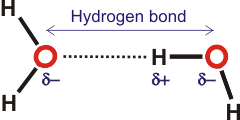 H
Hydrogen bond
O H O
δ− δ+ δ−
H H